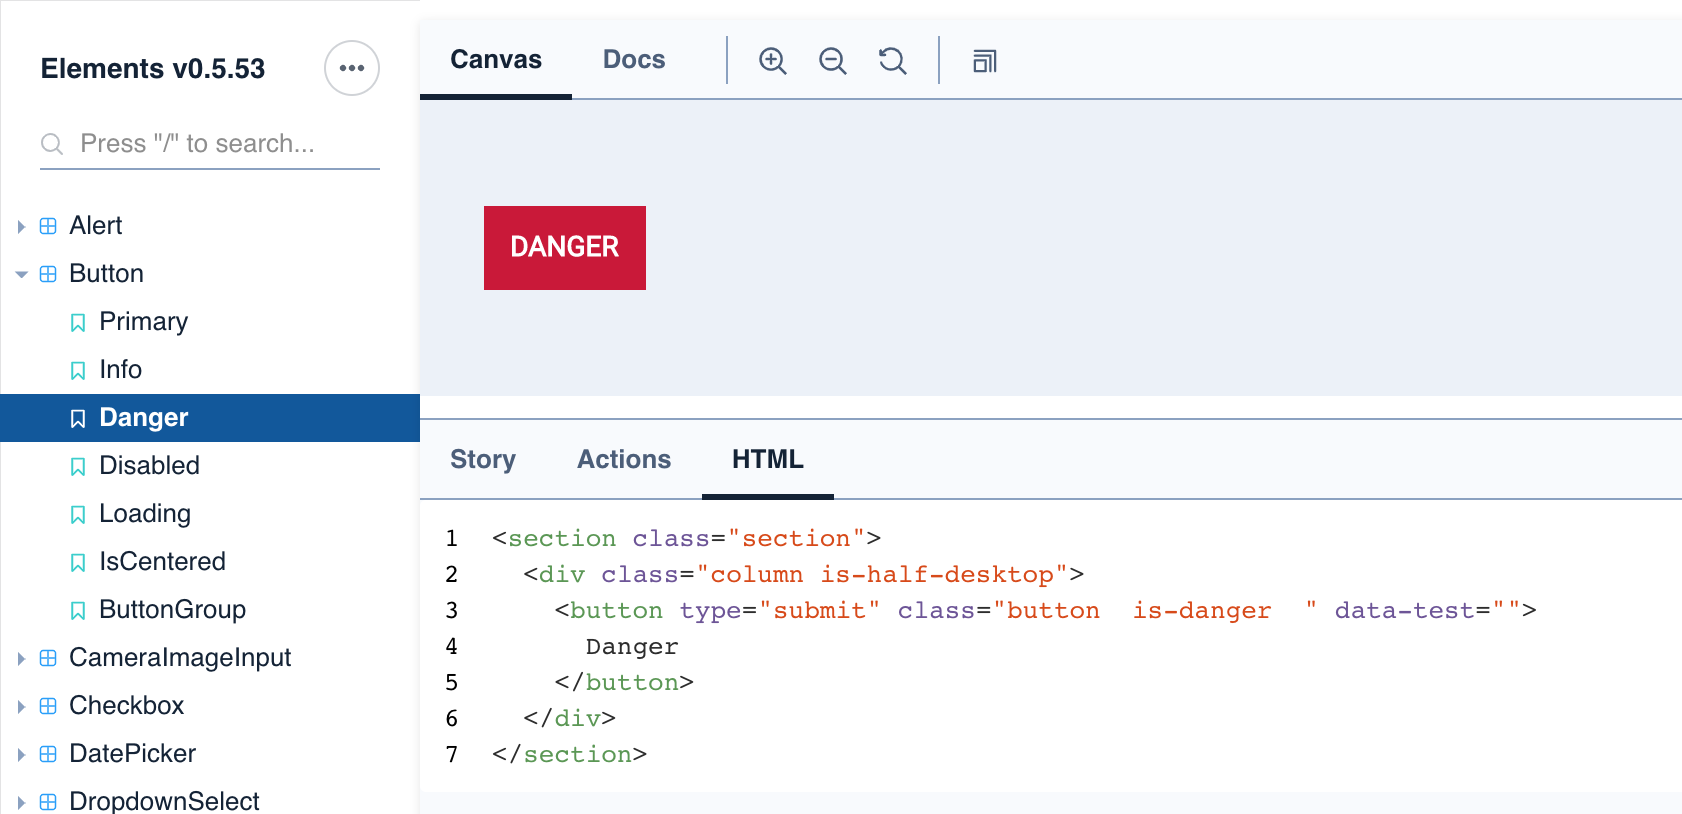 Elements v0.5.53
Press "/" to search...
Alert
Button
Primary
Info
Danger
Disabled
Loading
IsCentered
ButtonGroup
CameraImageInput
Checkbox
DatePicker
DropdownSelect
Canvas Docs
DANGER
Story Actions HTML
1 <section class="section">
2 <div class="column is-half-desktop">
3 <button type="submit" class="button  is-danger  " data-test="">
4 Danger
5 </button>
6 </div>
7 </section>